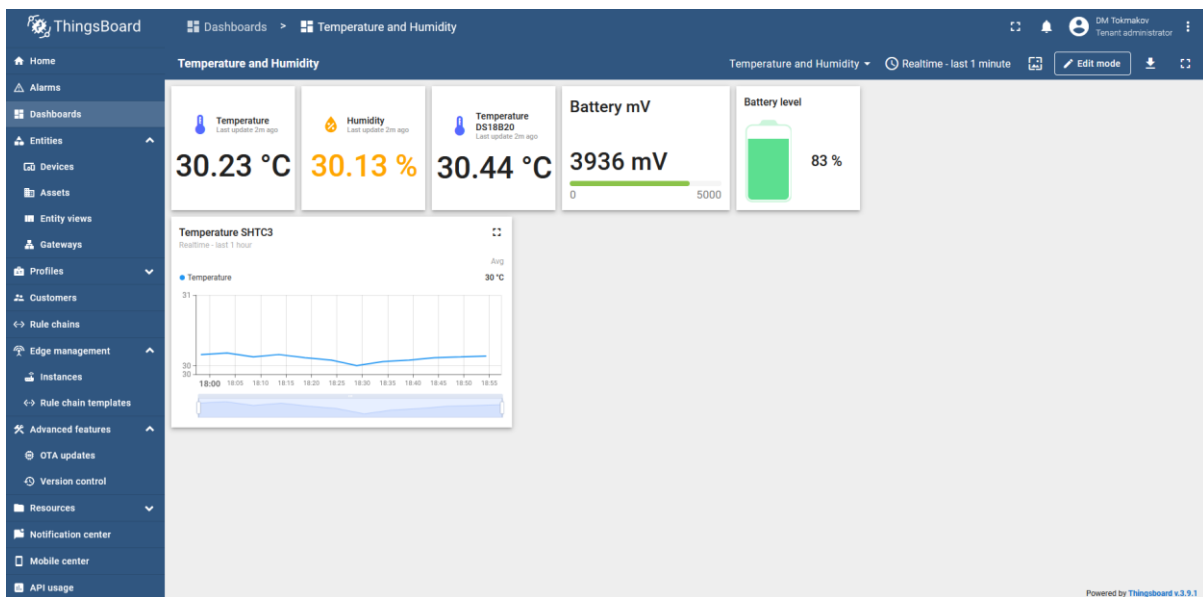 ThingsBoard
Dashboards > Temperature and Humidity
DM Tokmakov
Tenant administrator
Home
Alarms
Dashboards
Entities
Devices
Assets
Entity views
Gateways
Profiles
Customers
Rule chains
Edge management
Instances
Rule chain templates
Advanced features
OTA updates
Version control
Resources
Notification center
Mobile center
API usage
Temperature and Humidity
Temperature and Humidity
Realtime - last 1 minute
Edit mode
Temperature
Last update 2m ago
30.23 °C
Humidity
Last update 2m ago
30.13 %
Temperature
DS18B20
Last update 2m ago
30.44 °C
Battery mV
3936 mV
0 5000
Battery level
83 %
Temperature SHTC3
Realtime - last 1 hour
Avg
Temperature 30 °C
31
30
30
18:00 18:05 18:10 18:15 18:20 18:25 18:30 18:35 18:40 18:45 18:50 18:55
Powered by Thingsboard v.3.9.1